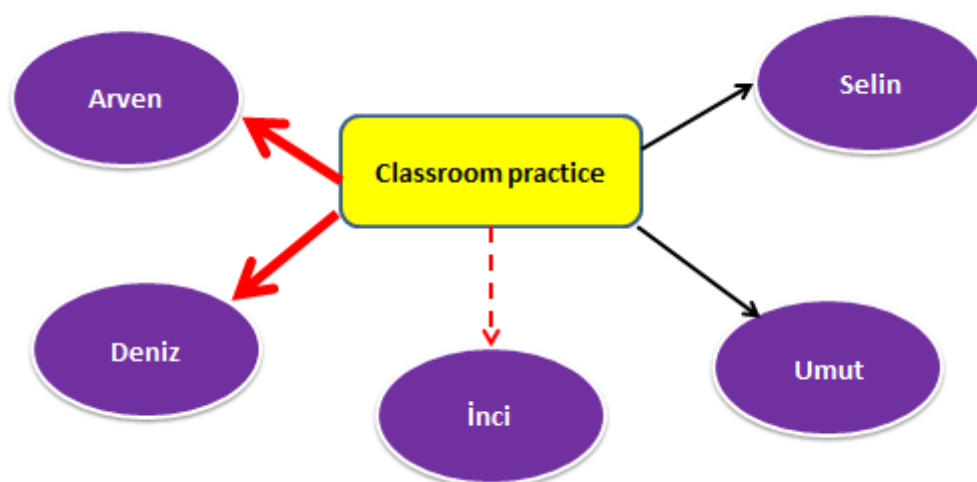 Arven
Selin
Classroom practice
Deniz
Umut
İnci